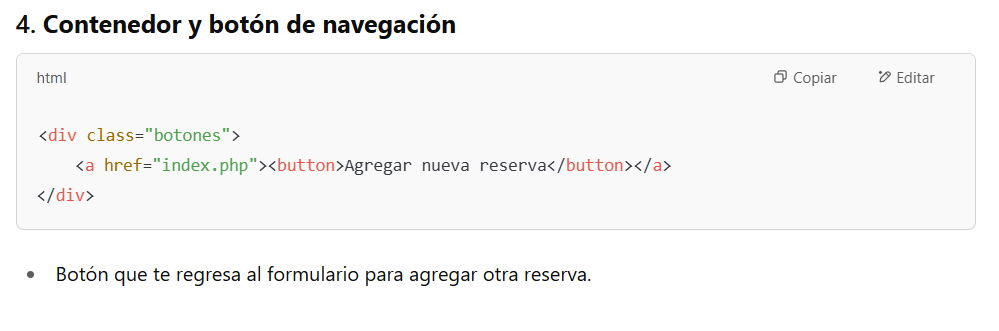 4. Contenedor y botón de navegación
html
Copiar
Editar
<div class="botones">
    <a href="index.php"><button>Agregar nueva reserva</button></a>
</div>
• Botón que te regresa al formulario para agregar otra reserva.